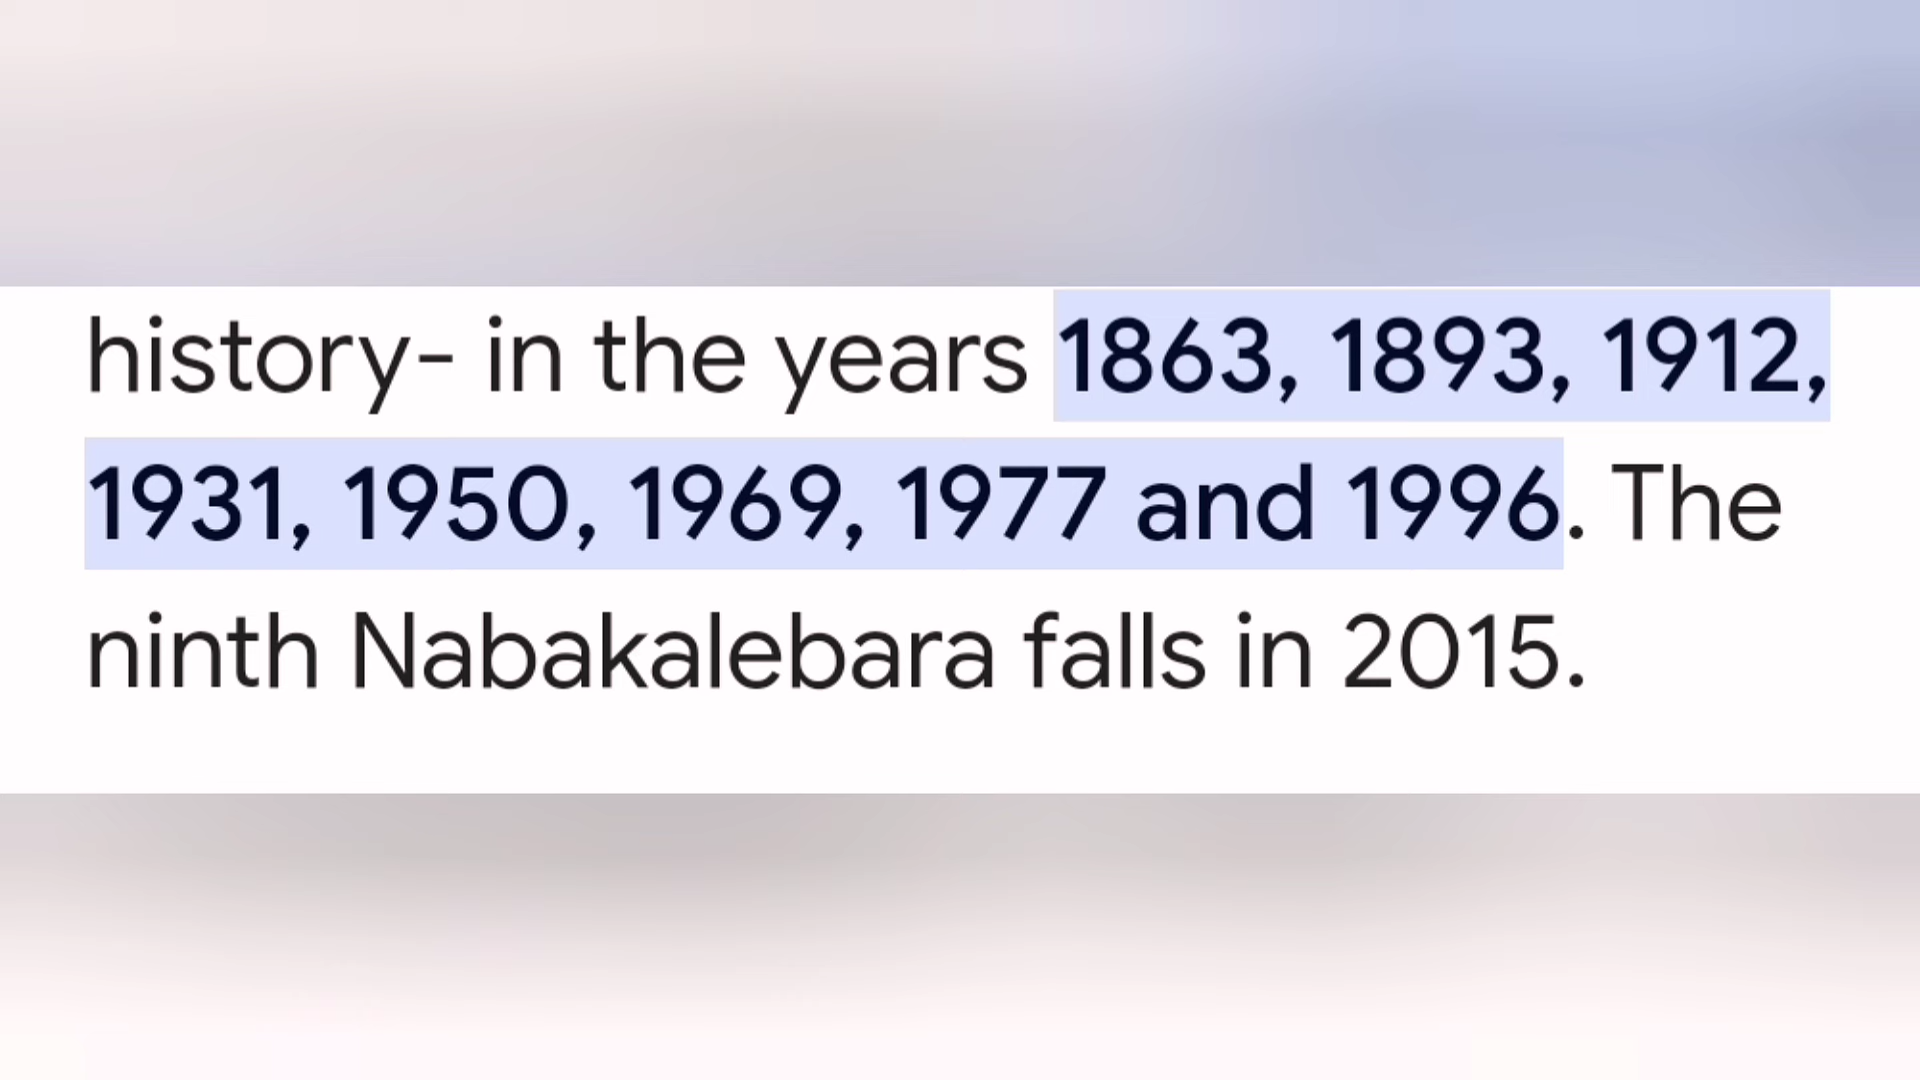 history- in the years 1863, 1893, 1912,
1931, 1950, 1969, 1977 and 1996. The
ninth Nabakalebara falls in 2015.